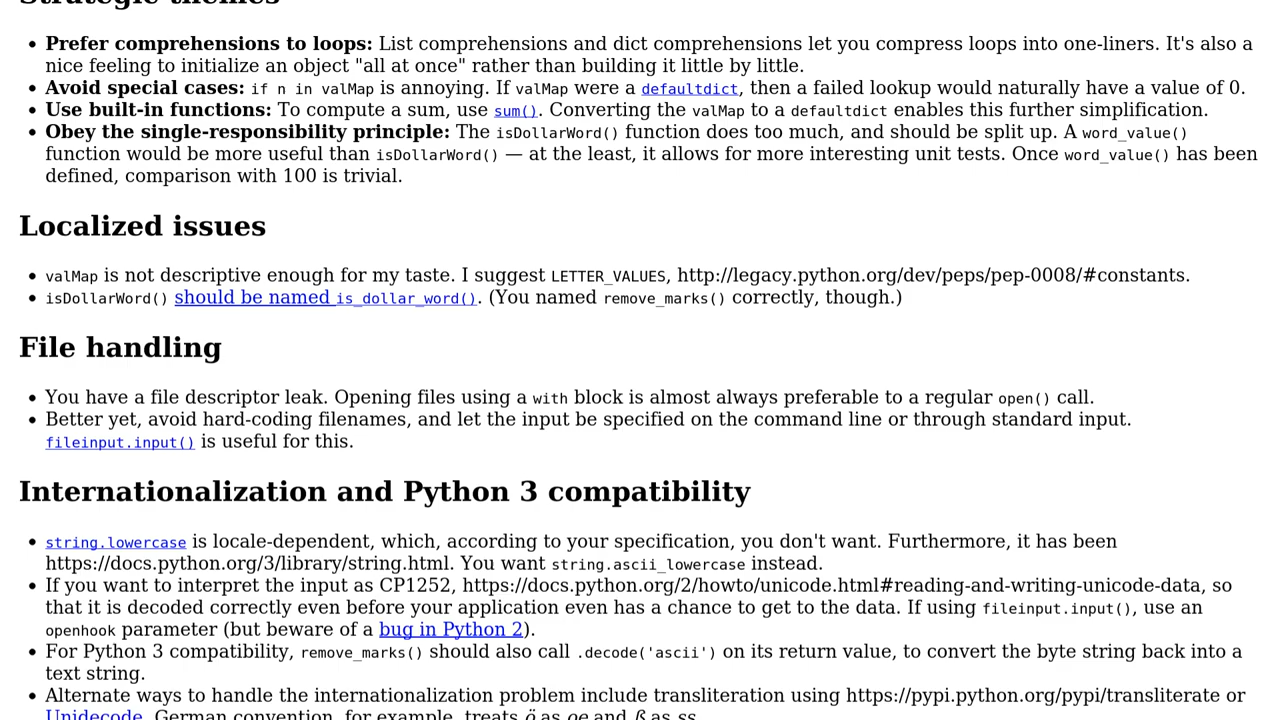 Strategic themes
• Prefer comprehensions to loops: List comprehensions and dict comprehensions let you compress loops into one-liners. It's also a
nice feeling to initialize an object "all at once" rather than building it little by little.
• Avoid special cases: if n in valMap is annoying. If valMap were a defaultdict, then a failed lookup would naturally have a value of 0.
• Use built-in functions: To compute a sum, use sum(). Converting the valMap to a defaultdict enables this further simplification.
• Obey the single-responsibility principle: The isDollarWord() function does too much, and should be split up. A word_value()
function would be more useful than isDollarWord() — at the least, it allows for more interesting unit tests. Once word_value() has been
defined, comparison with 100 is trivial.
Localized issues
• valMap is not descriptive enough for my taste. I suggest LETTER_VALUES, http://legacy.python.org/dev/peps/pep-0008/#constants.
• isDollarWord() should be named is_dollar_word(). (You named remove_marks() correctly, though.)
File handling
• You have a file descriptor leak. Opening files using a with block is almost always preferable to a regular open() call.
• Better yet, avoid hard-coding filenames, and let the input be specified on the command line or through standard input.
fileinput.input() is useful for this.
Internationalization and Python 3 compatibility
• string.lowercase is locale-dependent, which, according to your specification, you don't want. Furthermore, it has been
https://docs.python.org/3/library/string.html. You want string.ascii_lowercase instead.
• If you want to interpret the input as CP1252, https://docs.python.org/2/howto/unicode.html#reading-and-writing-unicode-data, so
that it is decoded correctly even before your application even has a chance to get to the data. If using fileinput.input(), use an
openhook parameter (but beware of a bug in Python 2).
• For Python 3 compatibility, remove_marks() should also call .decode('ascii') on its return value, to convert the byte string back into a
text string.
• Alternate ways to handle the internationalization problem include transliteration using https://pypi.python.org/pypi/transliterate or
Unidecode. German convention, for example, treats ö as oe and ß as ss.